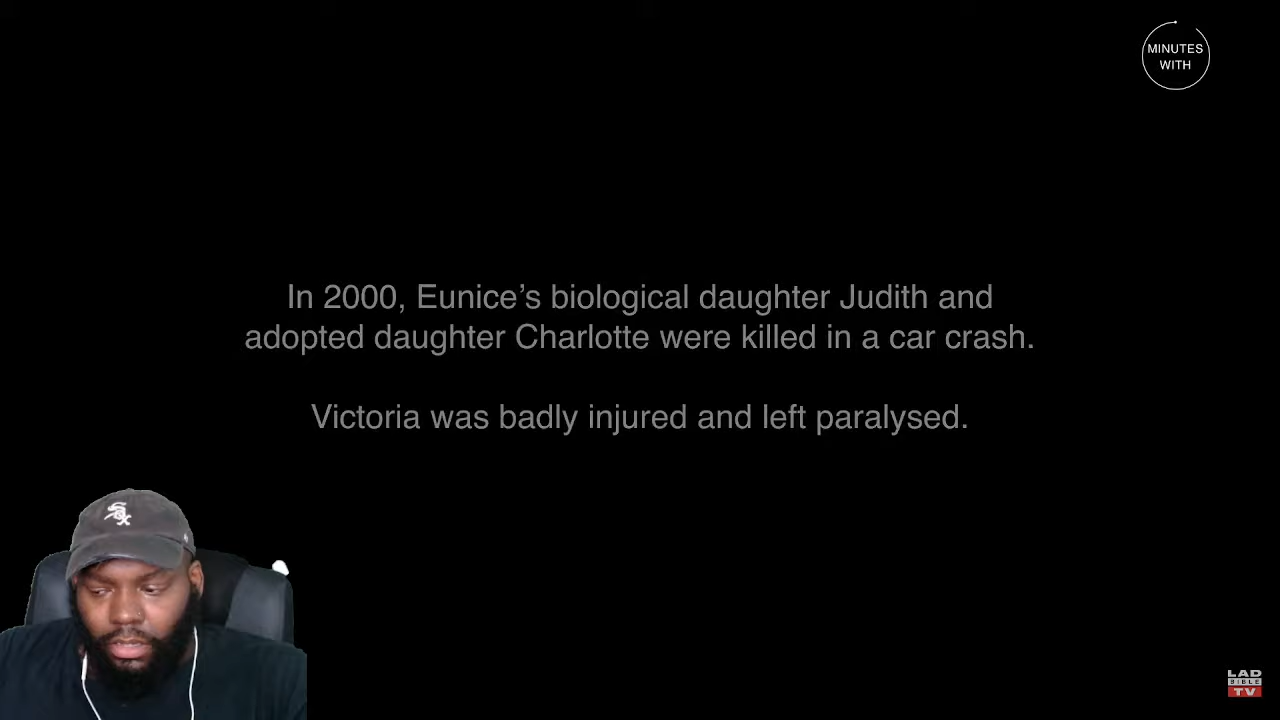 MINUTES
WITH
In 2000, Eunice’s biological daughter Judith and
adopted daughter Charlotte were killed in a car crash.
Victoria was badly injured and left paralysed.
Sox
LAD
BIBLE
TV